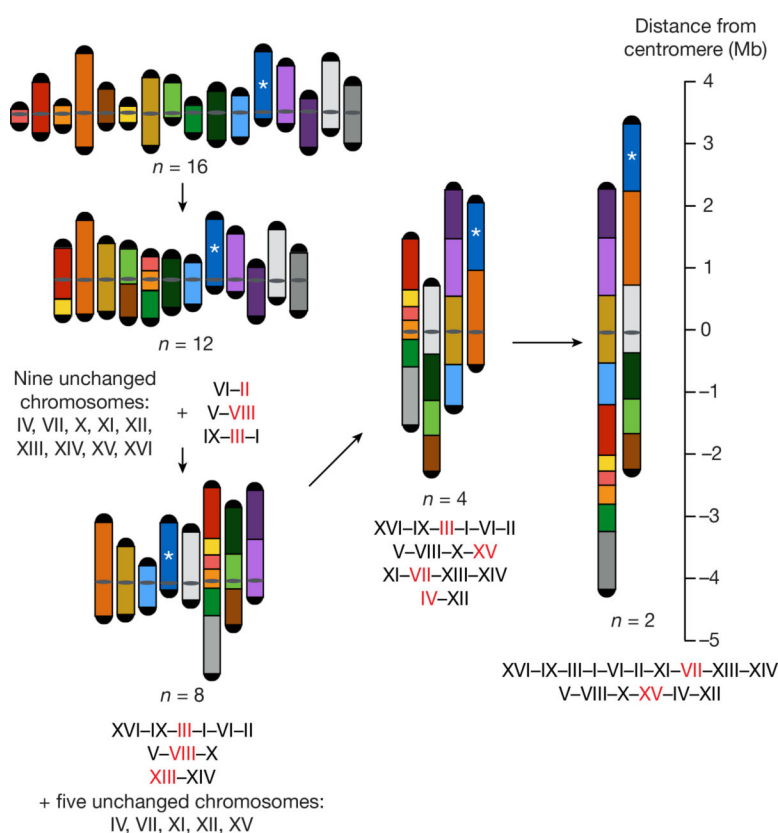 Distance from
centromere (Mb)
4
3
2
1
0
–1
–2
–3
–4
–5
*
n = 16
*
n = 12
Nine unchanged
chromosomes:
IV, VII, X, XI, XII,
XIII, XIV, XV, XVI
+
VI–II
V–VIII
IX–III–I
*
n = 8
XVI–IX–III–I–VI–II
V–VIII–X
XIII–XIV
+ five unchanged chromosomes:
IV, VII, XI, XII, XV
*
n = 4
XVI–IX–III–I–VI–II
V–VIII–X–XV
XI–VII–XIII–XIV
IV–XII
*
n = 2
XVI–IX–III–I–VI–II–XI–VII–XIII–XIV
V–VIII–X–XV–IV–XII